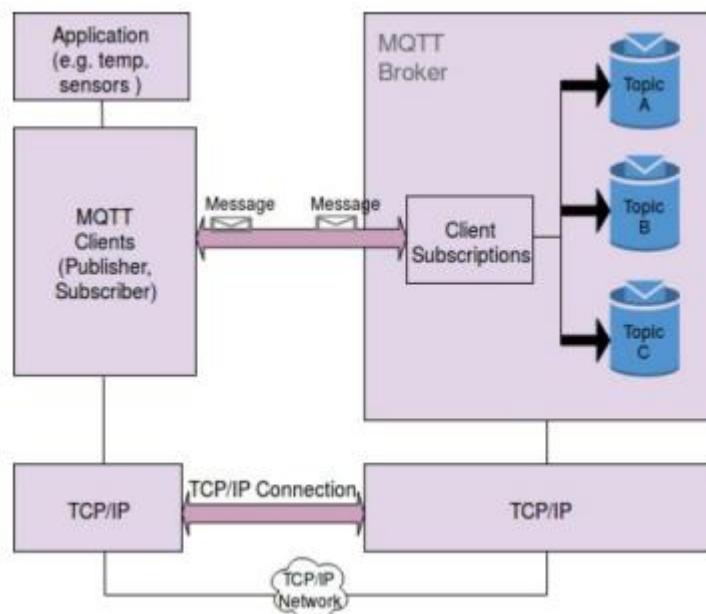 Application
(e.g. temp.
sensors )
MQTT
Broker
Topic
A
MQTT
Clients
(Publisher,
Subscriber)
Message
Message
Client
Subscriptions
Topic
B
Topic
C
TCP/IP
TCP/IP Connection
TCP/IP
TCP/IP
Network